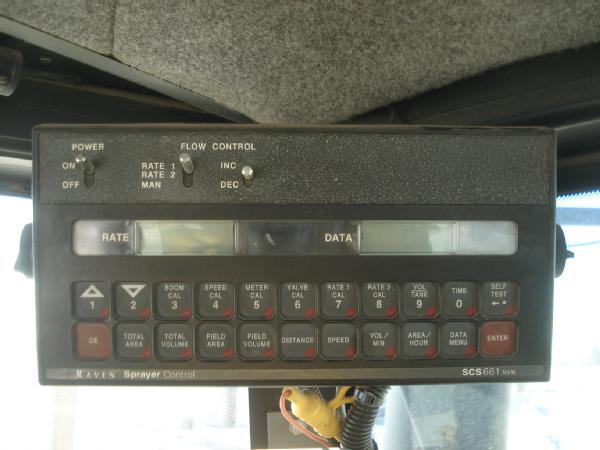 POWER FLOW CONTROL
ON RATE 1 INC
RATE 2
OFF MAN DEC
RATE DATA
1 2 BOOM CAL 3 SPEED CAL 4 METER CAL 5 VALVE CAL 6 RATE 1 CAL 7 RATE 2 CAL 8 VOL TANK 9 TIME 0 SELF TEST
CE TOTAL AREA TOTAL VOLUME FIELD AREA FIELD VOLUME DISTANCE SPEED VOL/MIN AREA/HOUR DATA MENU ENTER
RAVEN Sprayer Control SCS661 NVM